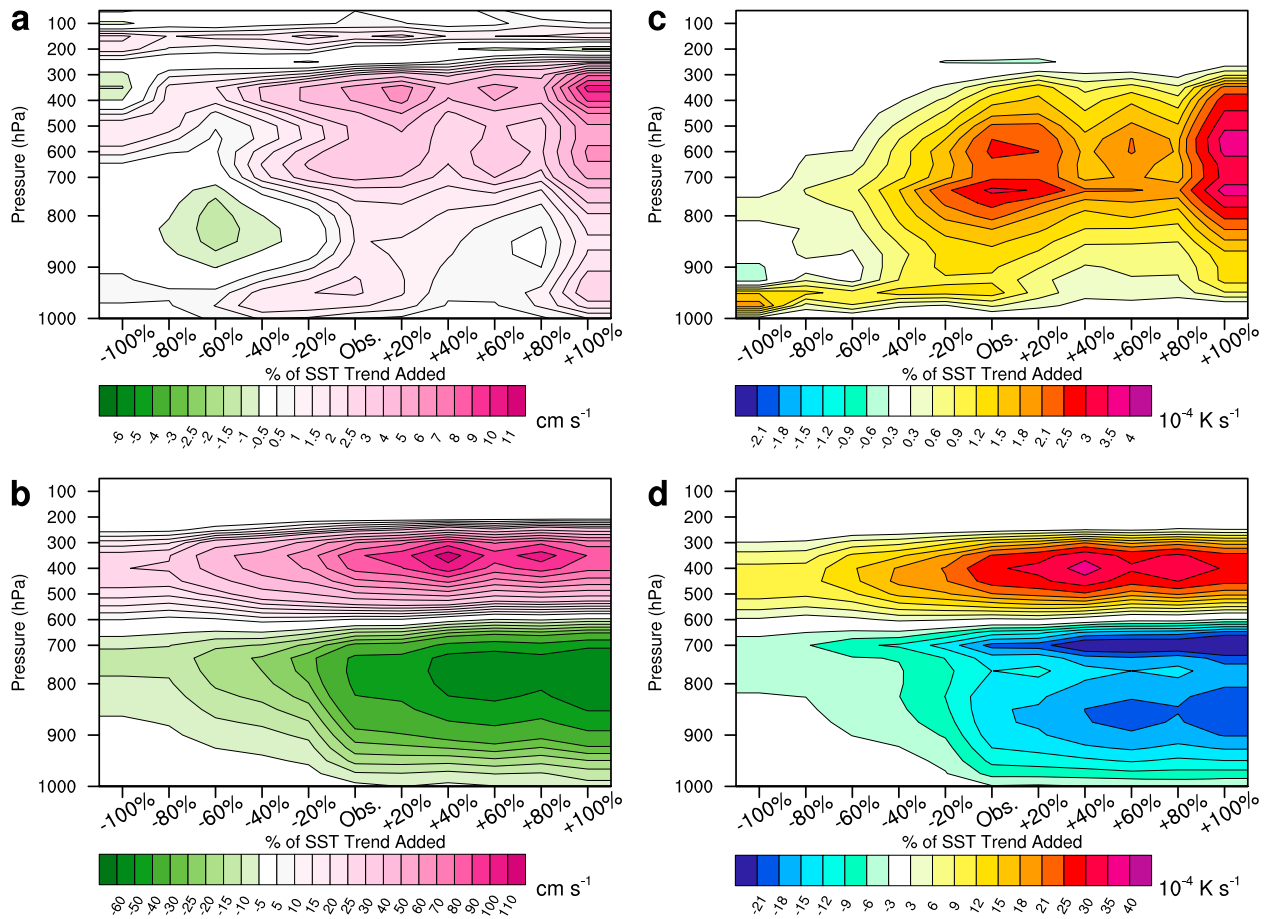 a
100
200
300
400
500
600
700
800
900
1000
Pressure (hPa)
-100% -80% -60% -40% -20% Obs. +20% +40% +60% +80% +100%
% of SST Trend Added
-6 -5 -4 -3 -2.5 -2 -1.5 -1 -0.5 0.5 1 1.5 2 2.5 3 4 5 6 7 8 9 10 11
cm s-1
c
100
200
300
400
500
600
700
800
900
1000
Pressure (hPa)
-100% -80% -60% -40% -20% Obs. +20% +40% +60% +80% +100%
% of SST Trend Added
-2.1 -1.8 -1.5 -1.2 -0.9 -0.6 -0.3 0.3 0.6 0.9 1.2 1.5 1.8 2.1 2.5 3 3.5 4
10-4 K s-1
b
100
200
300
400
500
600
700
800
900
1000
Pressure (hPa)
-100% -80% -60% -40% -20% Obs. +20% +40% +60% +80% +100%
% of SST Trend Added
-60 -50 -40 -30 -25 -20 -15 -10 -5 5 10 15 20 25 30 40 50 60 70 80 90 100 110
cm s-1
d
100
200
300
400
500
600
700
800
900
1000
Pressure (hPa)
-100% -80% -60% -40% -20% Obs. +20% +40% +60% +80% +100%
% of SST Trend Added
-21 -18 -15 -12 -9 -6 -3 3 6 9 12 15 18 21 25 30 35 40
10-4 K s-1